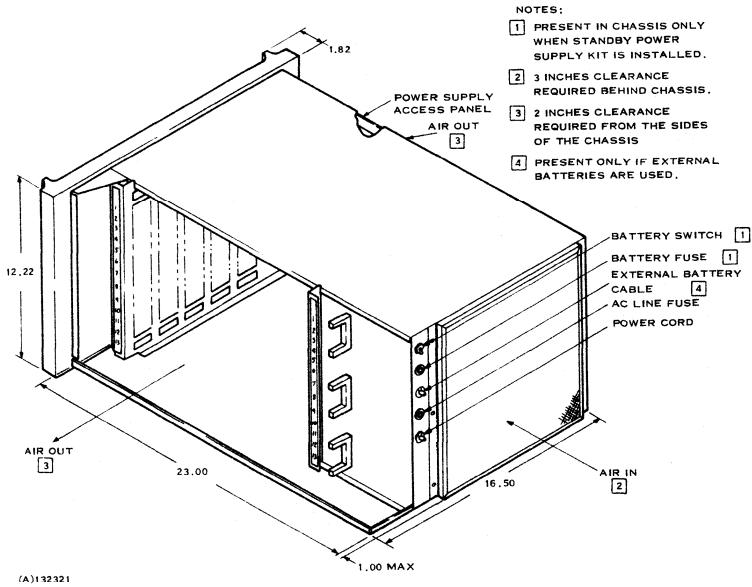 NOTES:
1 PRESENT IN CHASSIS ONLY
WHEN STANDBY POWER
SUPPLY KIT IS INSTALLED.
2 3 INCHES CLEARANCE
REQUIRED BEHIND CHASSIS.
3 2 INCHES CLEARANCE
REQUIRED FROM THE SIDES
OF THE CHASSIS
4 PRESENT ONLY IF EXTERNAL
BATTERIES ARE USED.
1.82
POWER SUPPLY
ACCESS PANEL
AIR OUT
3
12.22
BATTERY SWITCH 1
BATTERY FUSE 1
EXTERNAL BATTERY
CABLE 4
AC LINE FUSE
POWER CORD
AIR OUT
3
23.00
16.50
AIR IN
2
1.00 MAX
(A)132321